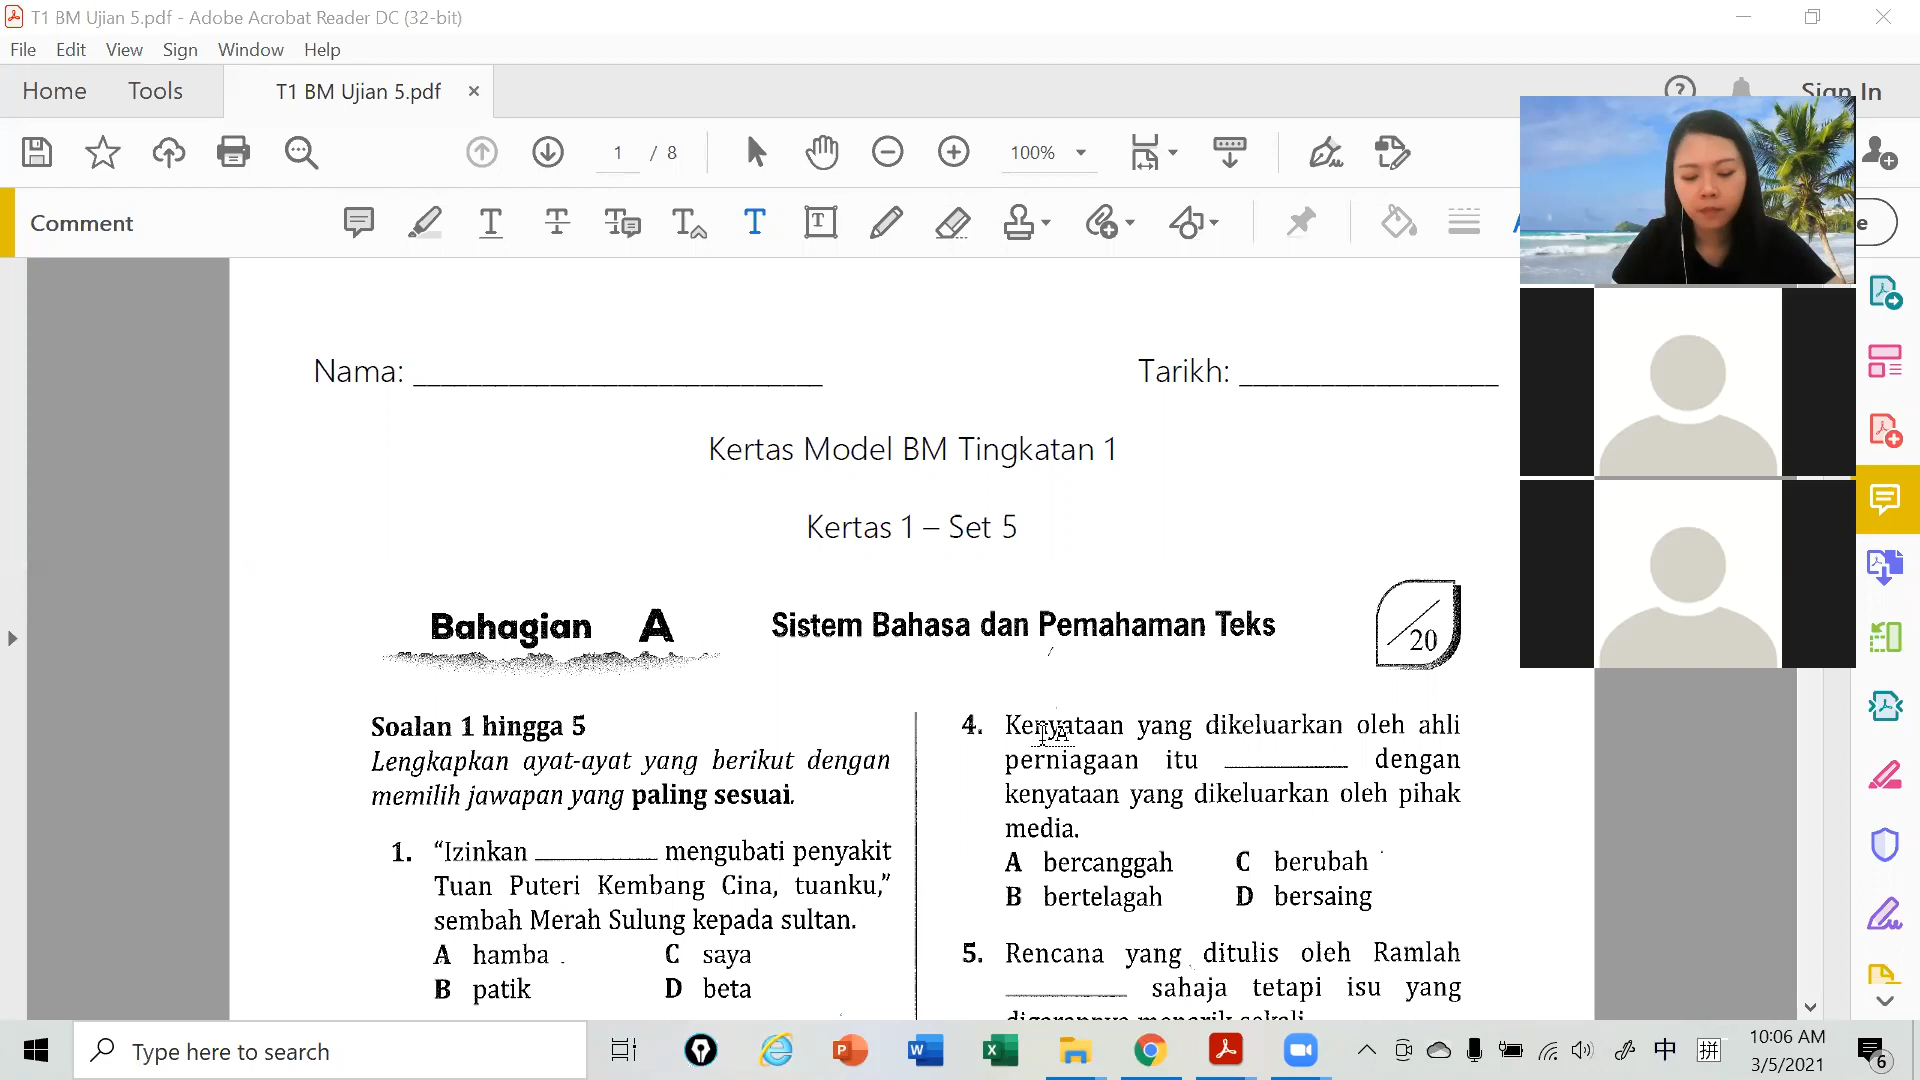 T1 BM Ujian 5.pdf - Adobe Acrobat Reader DC (32-bit)
File Edit View Sign Window Help
Home Tools T1 BM Ujian 5.pdf × Sign In
1 / 8 100%
Comment
Nama: Tarikh:
Kertas Model BM Tingkatan 1
Kertas 1 – Set 5
Bahagian A Sistem Bahasa dan Pemahaman Teks
20
Soalan 1 hingga 5
Lengkapkan ayat-ayat yang berikut dengan
memilih jawapan yang paling sesuai.
1. “Izinkan ___________ mengubati penyakit
Tuan Puteri Kembang Cina, tuanku,”
sembah Merah Sulung kepada sultan.
A hamba C saya
B patik D beta
4. Kenyataan yang dikeluarkan oleh ahli
perniagaan itu ___________ dengan
kenyataan yang dikeluarkan oleh pihak
media.
A bercanggah C berubah
B bertelagah D bersaing
5. Rencana yang ditulis oleh Ramlah
___________ sahaja tetapi isu yang
Type here to search
中
拼
10:06 AM
3/5/2021
6